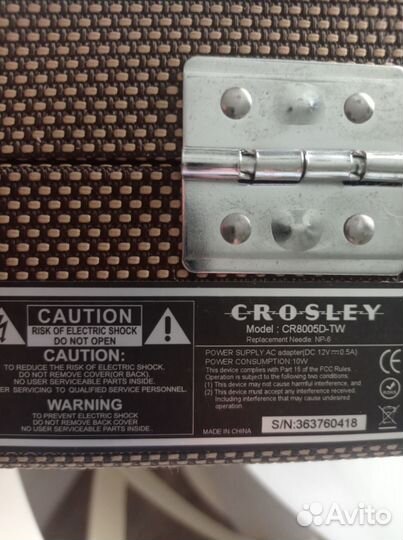 CAUTION
RISK OF ELECTRIC SHOCK
DO NOT OPEN
CAUTION:
TO REDUCE THE RISK OF ELECTRIC SHOCK,
DO NOT REMOVE COVER(OR BACK).
NO USER SERVICEABLE PARTS INSIDE.
SERVICING TO QUALIFIED SERVICE PERSONNEL.
WARNING
TO PREVENT ELECTRIC SHOCK
DO NOT REMOVE BACK COVER
NO USER SERVICEABLE PARTS INSIDE.
CROSLEY
Model : CR8005D-TW
Replacement Needle: NP-6
POWER SUPPLY:AC adapter(DC 12V⎓0.5A)
POWER CONSUMPTION:10W
This device complies with Part 15 of the FCC Rules.
Operation is subject to the following two conditions:
(1) This device may not cause harmful interference, and
(2) This device must accept any interference received,
including interference that may cause undesired
operation.
MADE IN CHINA
S/N:363760418
Avito